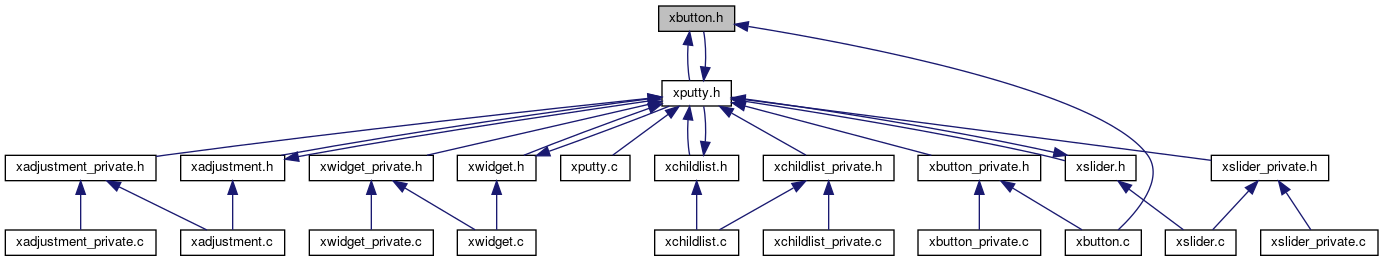 xbutton.h
xputty.h
xadjustment_private.h
xadjustment.h
xwidget_private.h
xwidget.h
xputty.c
xchildlist.h
xchildlist_private.h
xbutton_private.h
xslider.h
xslider_private.h
xadjustment_private.c
xadjustment.c
xwidget_private.c
xwidget.c
xchildlist.c
xchildlist_private.c
xbutton_private.c
xbutton.c
xslider.c
xslider_private.c